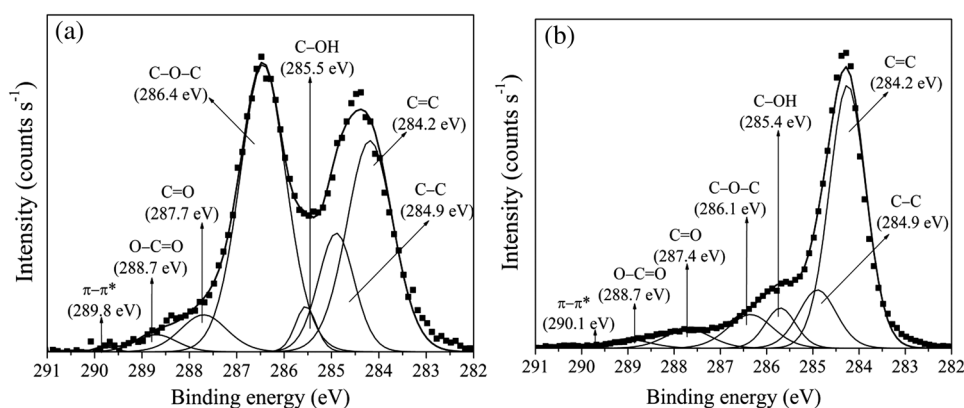 (a)
Intensity (counts s⁻¹)
C–O–C
(286.4 eV)
C–OH
(285.5 eV)
C=C
(284.2 eV)
C–C
(284.9 eV)
C=O
(287.7 eV)
O–C=O
(288.7 eV)
π–π*
(289.8 eV)
291 290 289 288 287 286 285 284 283 282
Binding energy (eV)
(b)
Intensity (counts s⁻¹)
C=C
(284.2 eV)
C–OH
(285.4 eV)
C–O–C
(286.1 eV)
C–C
(284.9 eV)
C=O
(287.4 eV)
O–C=O
(288.7 eV)
π–π*
(290.1 eV)
291 290 289 288 287 286 285 284 283 282
Binding energy (eV)